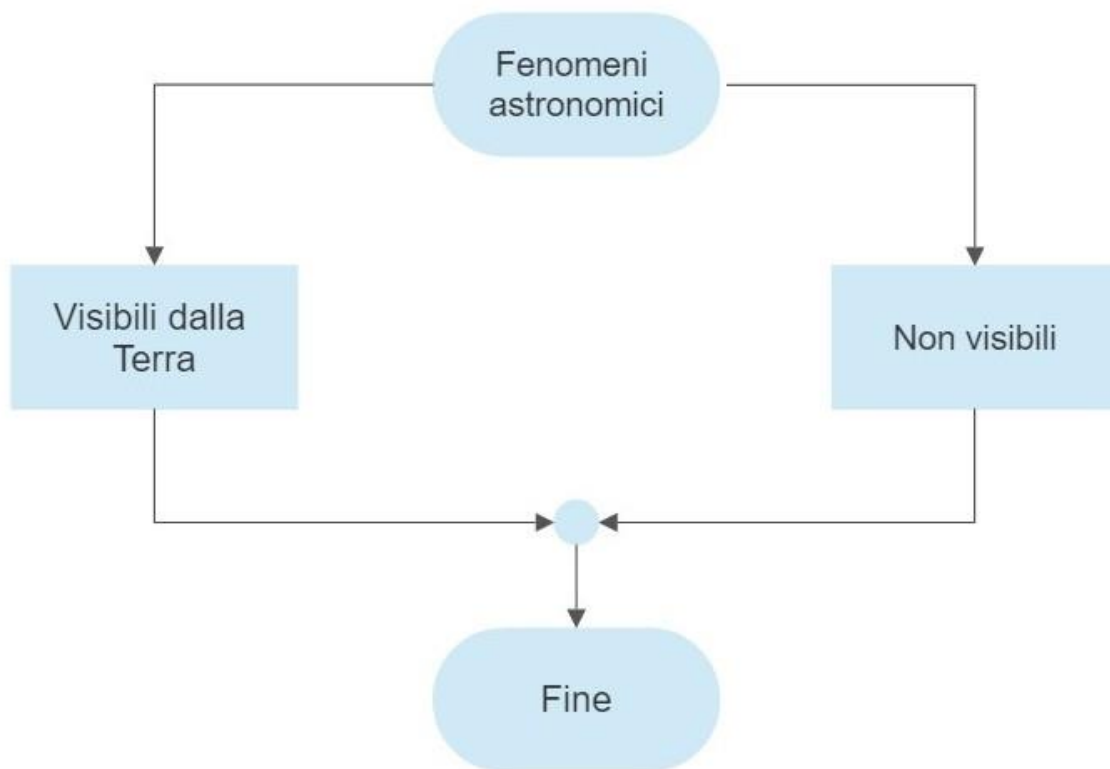 Fenomeni
astronomici
Visibili dalla
Terra
Non visibili
Fine